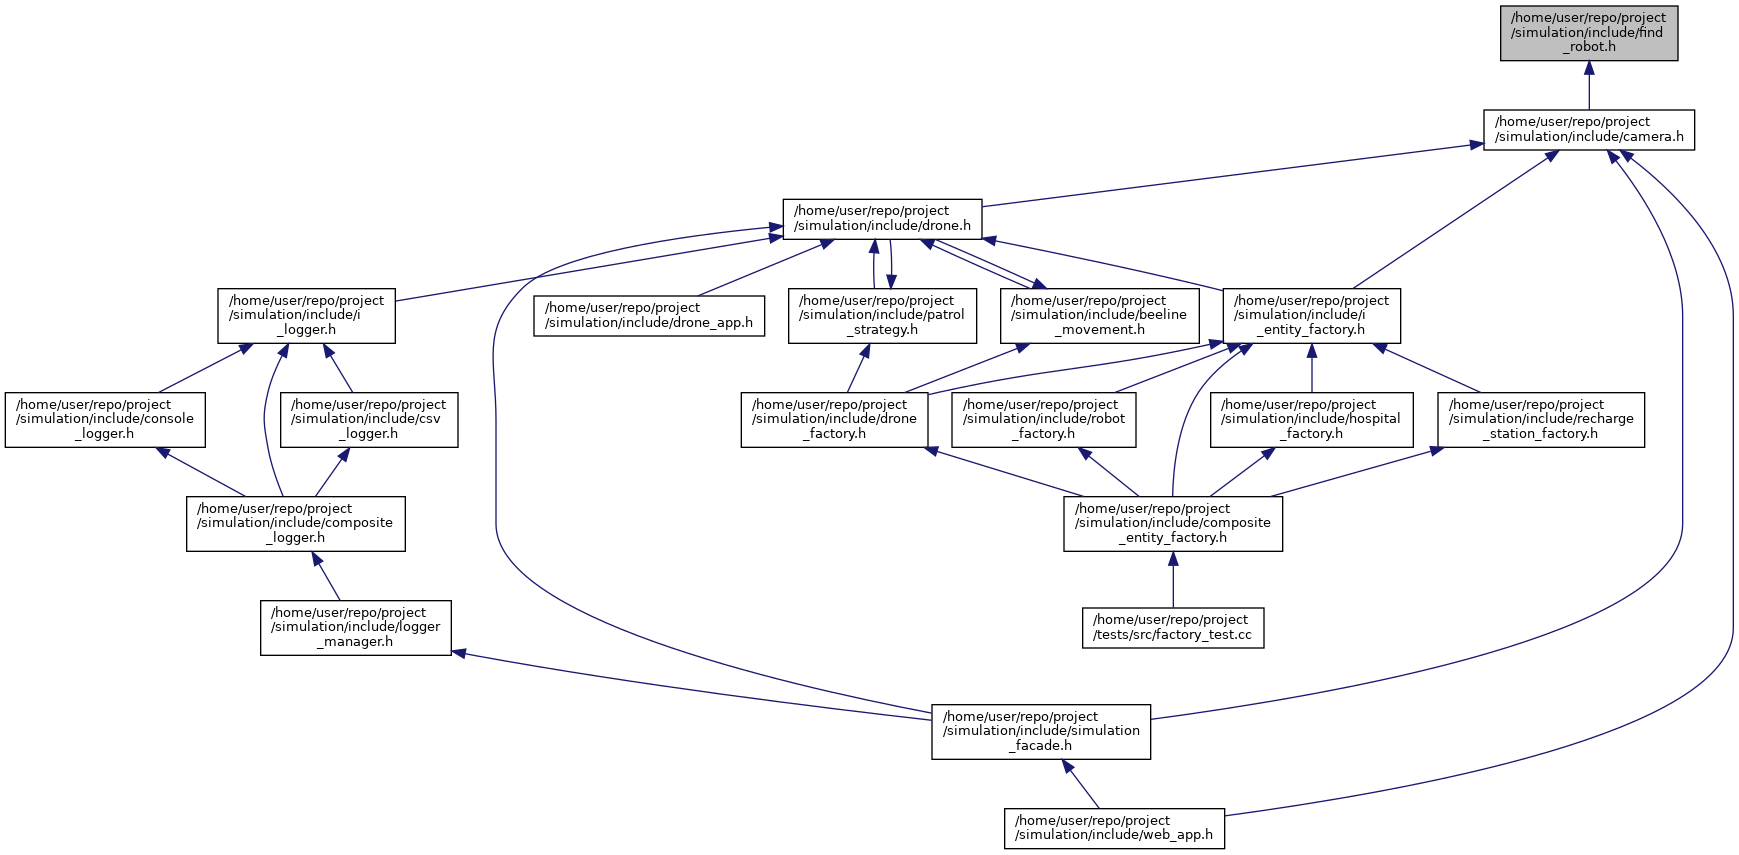 /home/user/repo/project
/simulation/include/find
_robot.h
/home/user/repo/project
/simulation/include/camera.h
/home/user/repo/project
/simulation/include/drone.h
/home/user/repo/project
/simulation/include/i
_logger.h
/home/user/repo/project
/simulation/include/drone_app.h
/home/user/repo/project
/simulation/include/patrol
_strategy.h
/home/user/repo/project
/simulation/include/beeline
_movement.h
/home/user/repo/project
/simulation/include/i
_entity_factory.h
/home/user/repo/project
/simulation/include/console
_logger.h
/home/user/repo/project
/simulation/include/csv
_logger.h
/home/user/repo/project
/simulation/include/drone
_factory.h
/home/user/repo/project
/simulation/include/robot
_factory.h
/home/user/repo/project
/simulation/include/hospital
_factory.h
/home/user/repo/project
/simulation/include/recharge
_station_factory.h
/home/user/repo/project
/simulation/include/composite
_logger.h
/home/user/repo/project
/simulation/include/composite
_entity_factory.h
/home/user/repo/project
/simulation/include/logger
_manager.h
/home/user/repo/project
/tests/src/factory_test.cc
/home/user/repo/project
/simulation/include/simulation
_facade.h
/home/user/repo/project
/simulation/include/web_app.h